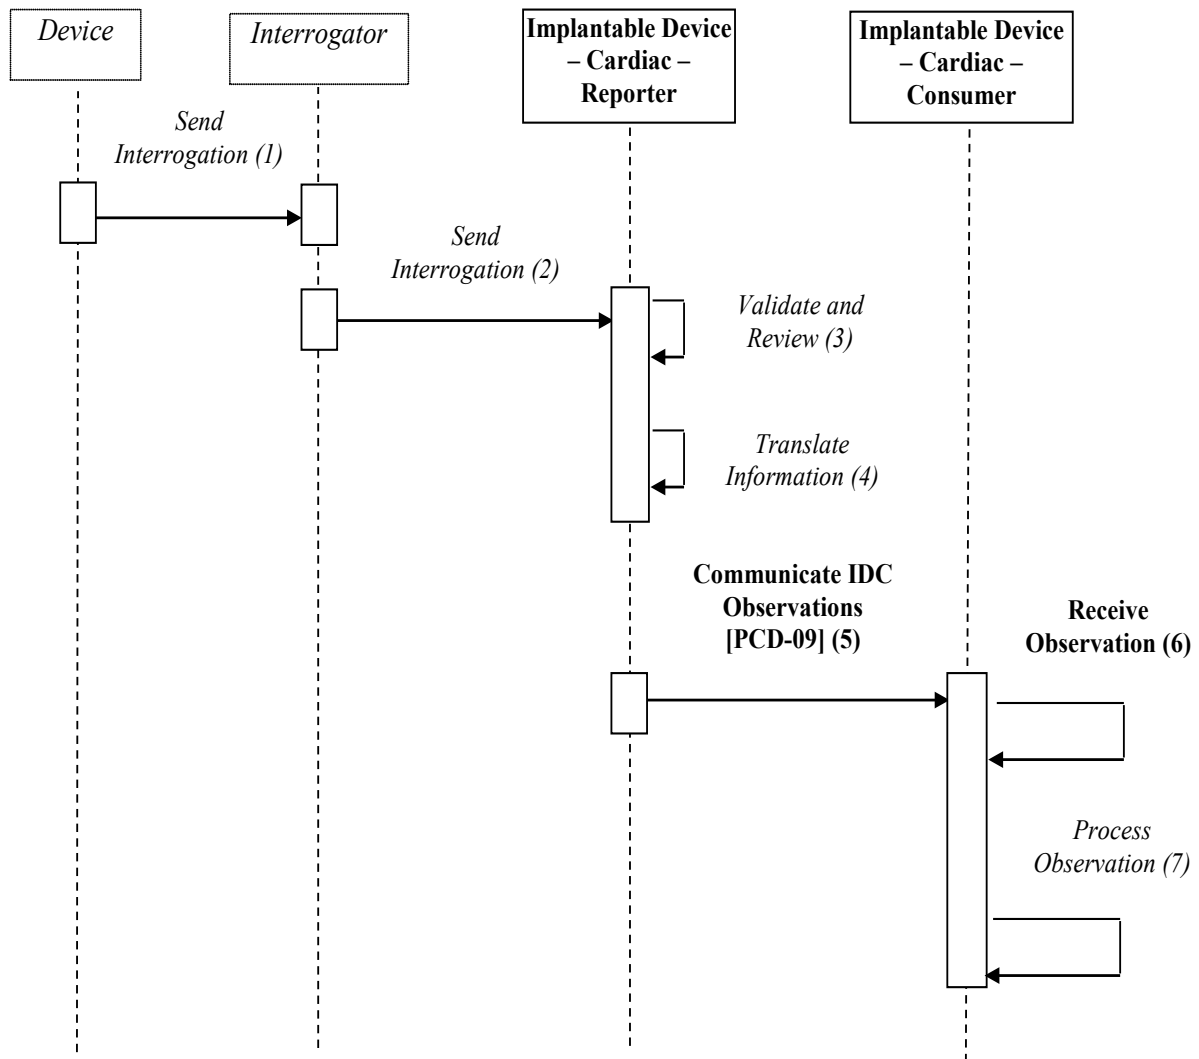 Device
Interrogator
Implantable Device
– Cardiac –
Reporter
Implantable Device
– Cardiac –
Consumer
Send
Interrogation (1)
Send
Interrogation (2)
Validate and
Review (3)
Translate
Information (4)
Communicate IDC
Observations
[PCD-09] (5)
Receive
Observation (6)
Process
Observation (7)